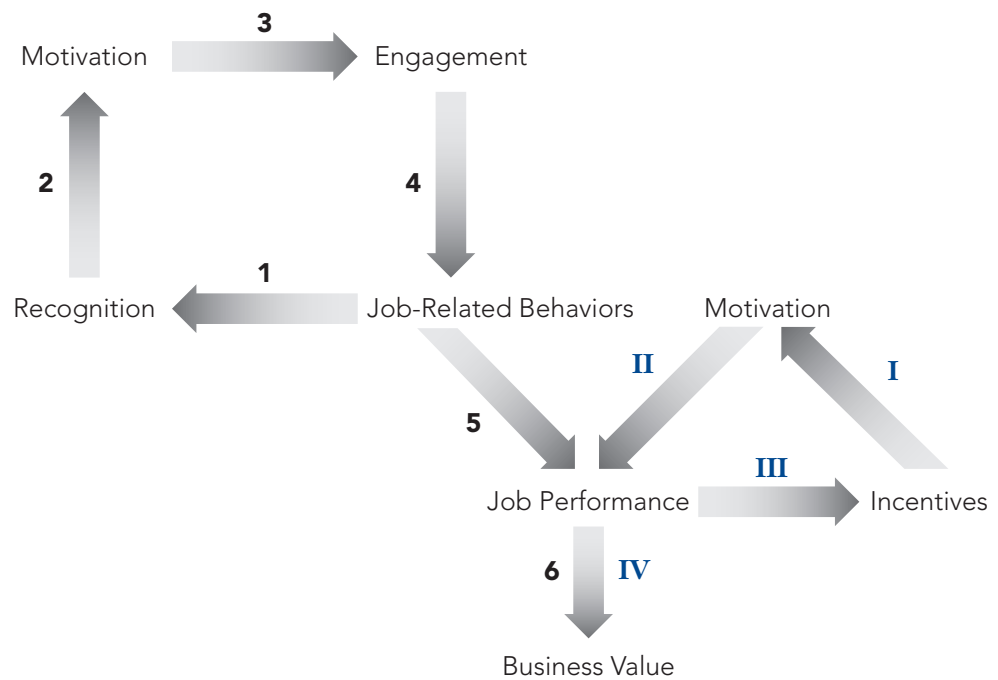 3
Motivation
Engagement
2
4
1
Recognition
Job-Related Behaviors
Motivation
II
I
5
III
Job Performance
Incentives
6
IV
Business Value